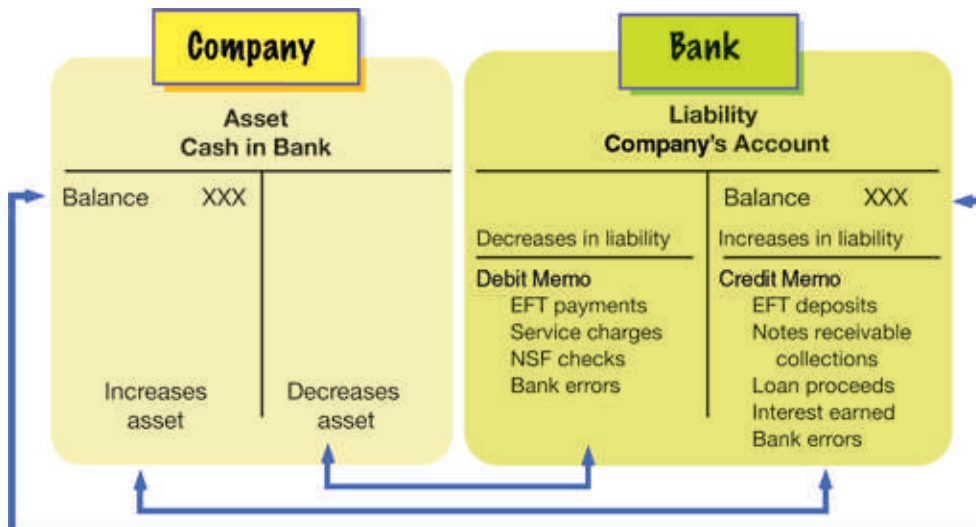 Company
Asset
Cash in Bank
Balance XXX
Increases
asset
Decreases
asset
Bank
Liability
Company's Account
Balance XXX
Decreases in liability
Increases in liability
Debit Memo
EFT payments
Service charges
NSF checks
Bank errors
Credit Memo
EFT deposits
Notes receivable
collections
Loan proceeds
Interest earned
Bank errors